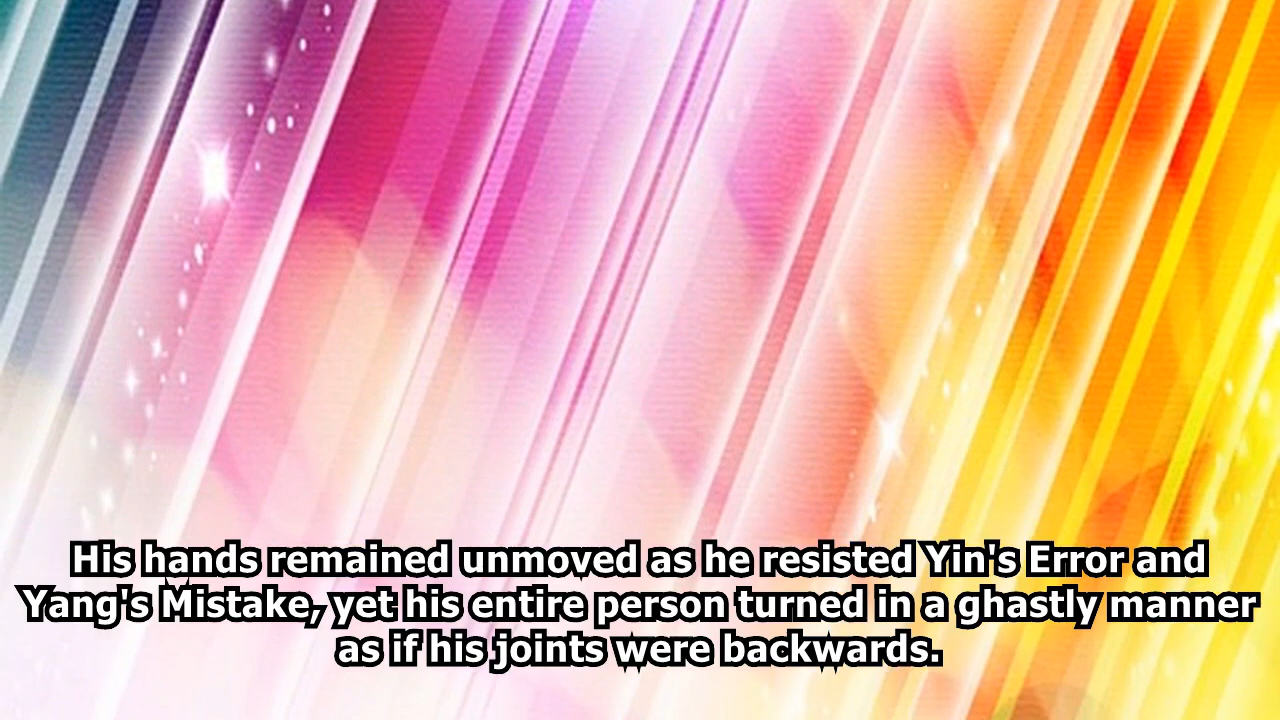 His hands remained unmoved as he resisted Yin's Error and
Yang's Mistake, yet his entire person turned in a ghastly manner
as if his joints were backwards.